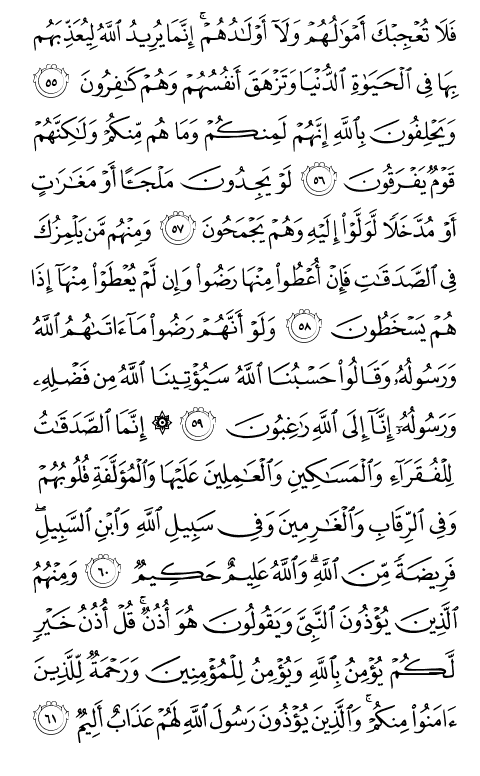 فَلَا تُعْجِبْكَ أَمْوَٰلُهُمْ وَلَآ أَوْلَـٰدُهُمْ ۚ إِنَّمَا يُرِيدُ ٱللَّهُ لِيُعَذِّبَهُم
بِهَا فِى ٱلْحَيَوٰةِ ٱلدُّنْيَا وَتَزْهَقَ أَنفُسُهُمْ وَهُمْ كَـٰفِرُونَ ٥٥
وَيَحْلِفُونَ بِٱللَّهِ إِنَّهُمْ لَمِنكُمْ وَمَا هُم مِّنكُمْ وَلَـٰكِنَّهُمْ
قَوْمٌ يَفْرَقُونَ ٥٦ لَوْ يَجِدُونَ مَلْجَـًٔا أَوْ مَغَـٰرَٰتٍ
أَوْ مُدَّخَلًا لَّوَلَّوْا۟ إِلَيْهِ وَهُمْ يَجْمَحُونَ ٥٧ وَمِنْهُم مَّن يَلْمِزُكَ
فِى ٱلصَّدَقَـٰتِ فَإِنْ أُعْطُوا۟ مِنْهَا رَضُوا۟ وَإِن لَّمْ يُعْطَوْا۟ مِنْهَآ إِذَا
هُمْ يَسْخَطُونَ ٥٨ وَلَوْ أَنَّهُمْ رَضُوا۟ مَآ ءَاتَىٰهُمُ ٱللَّهُ
وَرَسُولُهُۥ وَقَالُوا۟ حَسْبُنَا ٱللَّهُ سَيُؤْتِينَا ٱللَّهُ مِن فَضْلِهِۦ
وَرَسُولُهُۥٓ إِنَّآ إِلَى ٱللَّهِ رَٰغِبُونَ ٥٩ ۞ إِنَّمَا ٱلصَّدَقَـٰتُ
لِلْفُقَرَآءِ وَٱلْمَسَـٰكِينِ وَٱلْعَـٰمِلِينَ عَلَيْهَا وَٱلْمُؤَلَّفَةِ قُلُوبُهُمْ
وَفِى ٱلرِّقَابِ وَٱلْغَـٰرِمِينَ وَفِى سَبِيلِ ٱللَّهِ وَٱبْنِ ٱلسَّبِيلِ ۖ
فَرِيضَةً مِّنَ ٱللَّهِ ۗ وَٱللَّهُ عَلِيمٌ حَكِيمٌ ٦٠ وَمِنْهُمُ
ٱلَّذِينَ يُؤْذُونَ ٱلنَّبِىَّ وَيَقُولُونَ هُوَ أُذُنٌ ۚ قُلْ أُذُنُ خَيْرٍ
لَّكُمْ يُؤْمِنُ بِٱللَّهِ وَيُؤْمِنُ لِلْمُؤْمِنِينَ وَرَحْمَةٌ لِّلَّذِينَ
ءَامَنُوا۟ مِنكُمْ ۚ وَٱلَّذِينَ يُؤْذُونَ رَسُولَ ٱللَّهِ لَهُمْ عَذَابٌ أَلِيمٌ ٦١